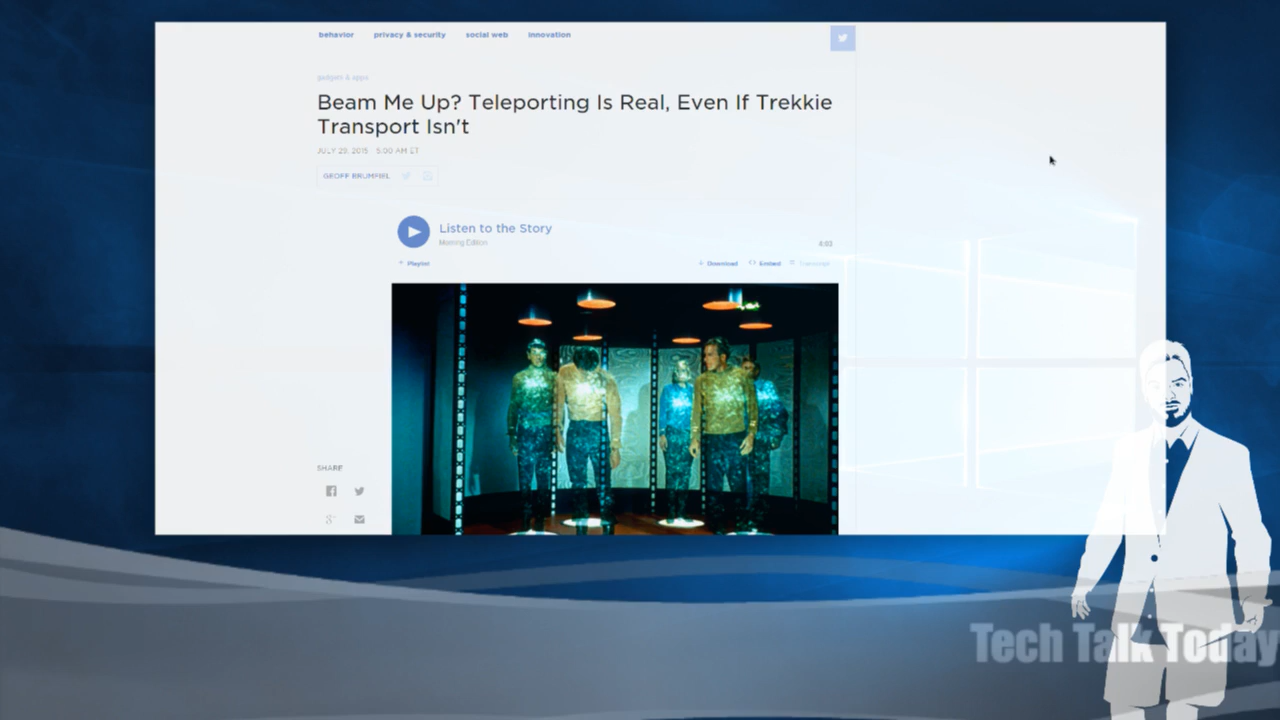 behavior privacy & security social web innovation
gadgets & apps
Beam Me Up? Teleporting Is Real, Even If Trekkie
Transport Isn't
JULY 29, 2015 5:00 AM ET
GEOFF BRUMFIEL
Listen to the Story
Morning Edition
+ Playlist
Download
Embed
Transcript
SHARE
Tech Talk Today